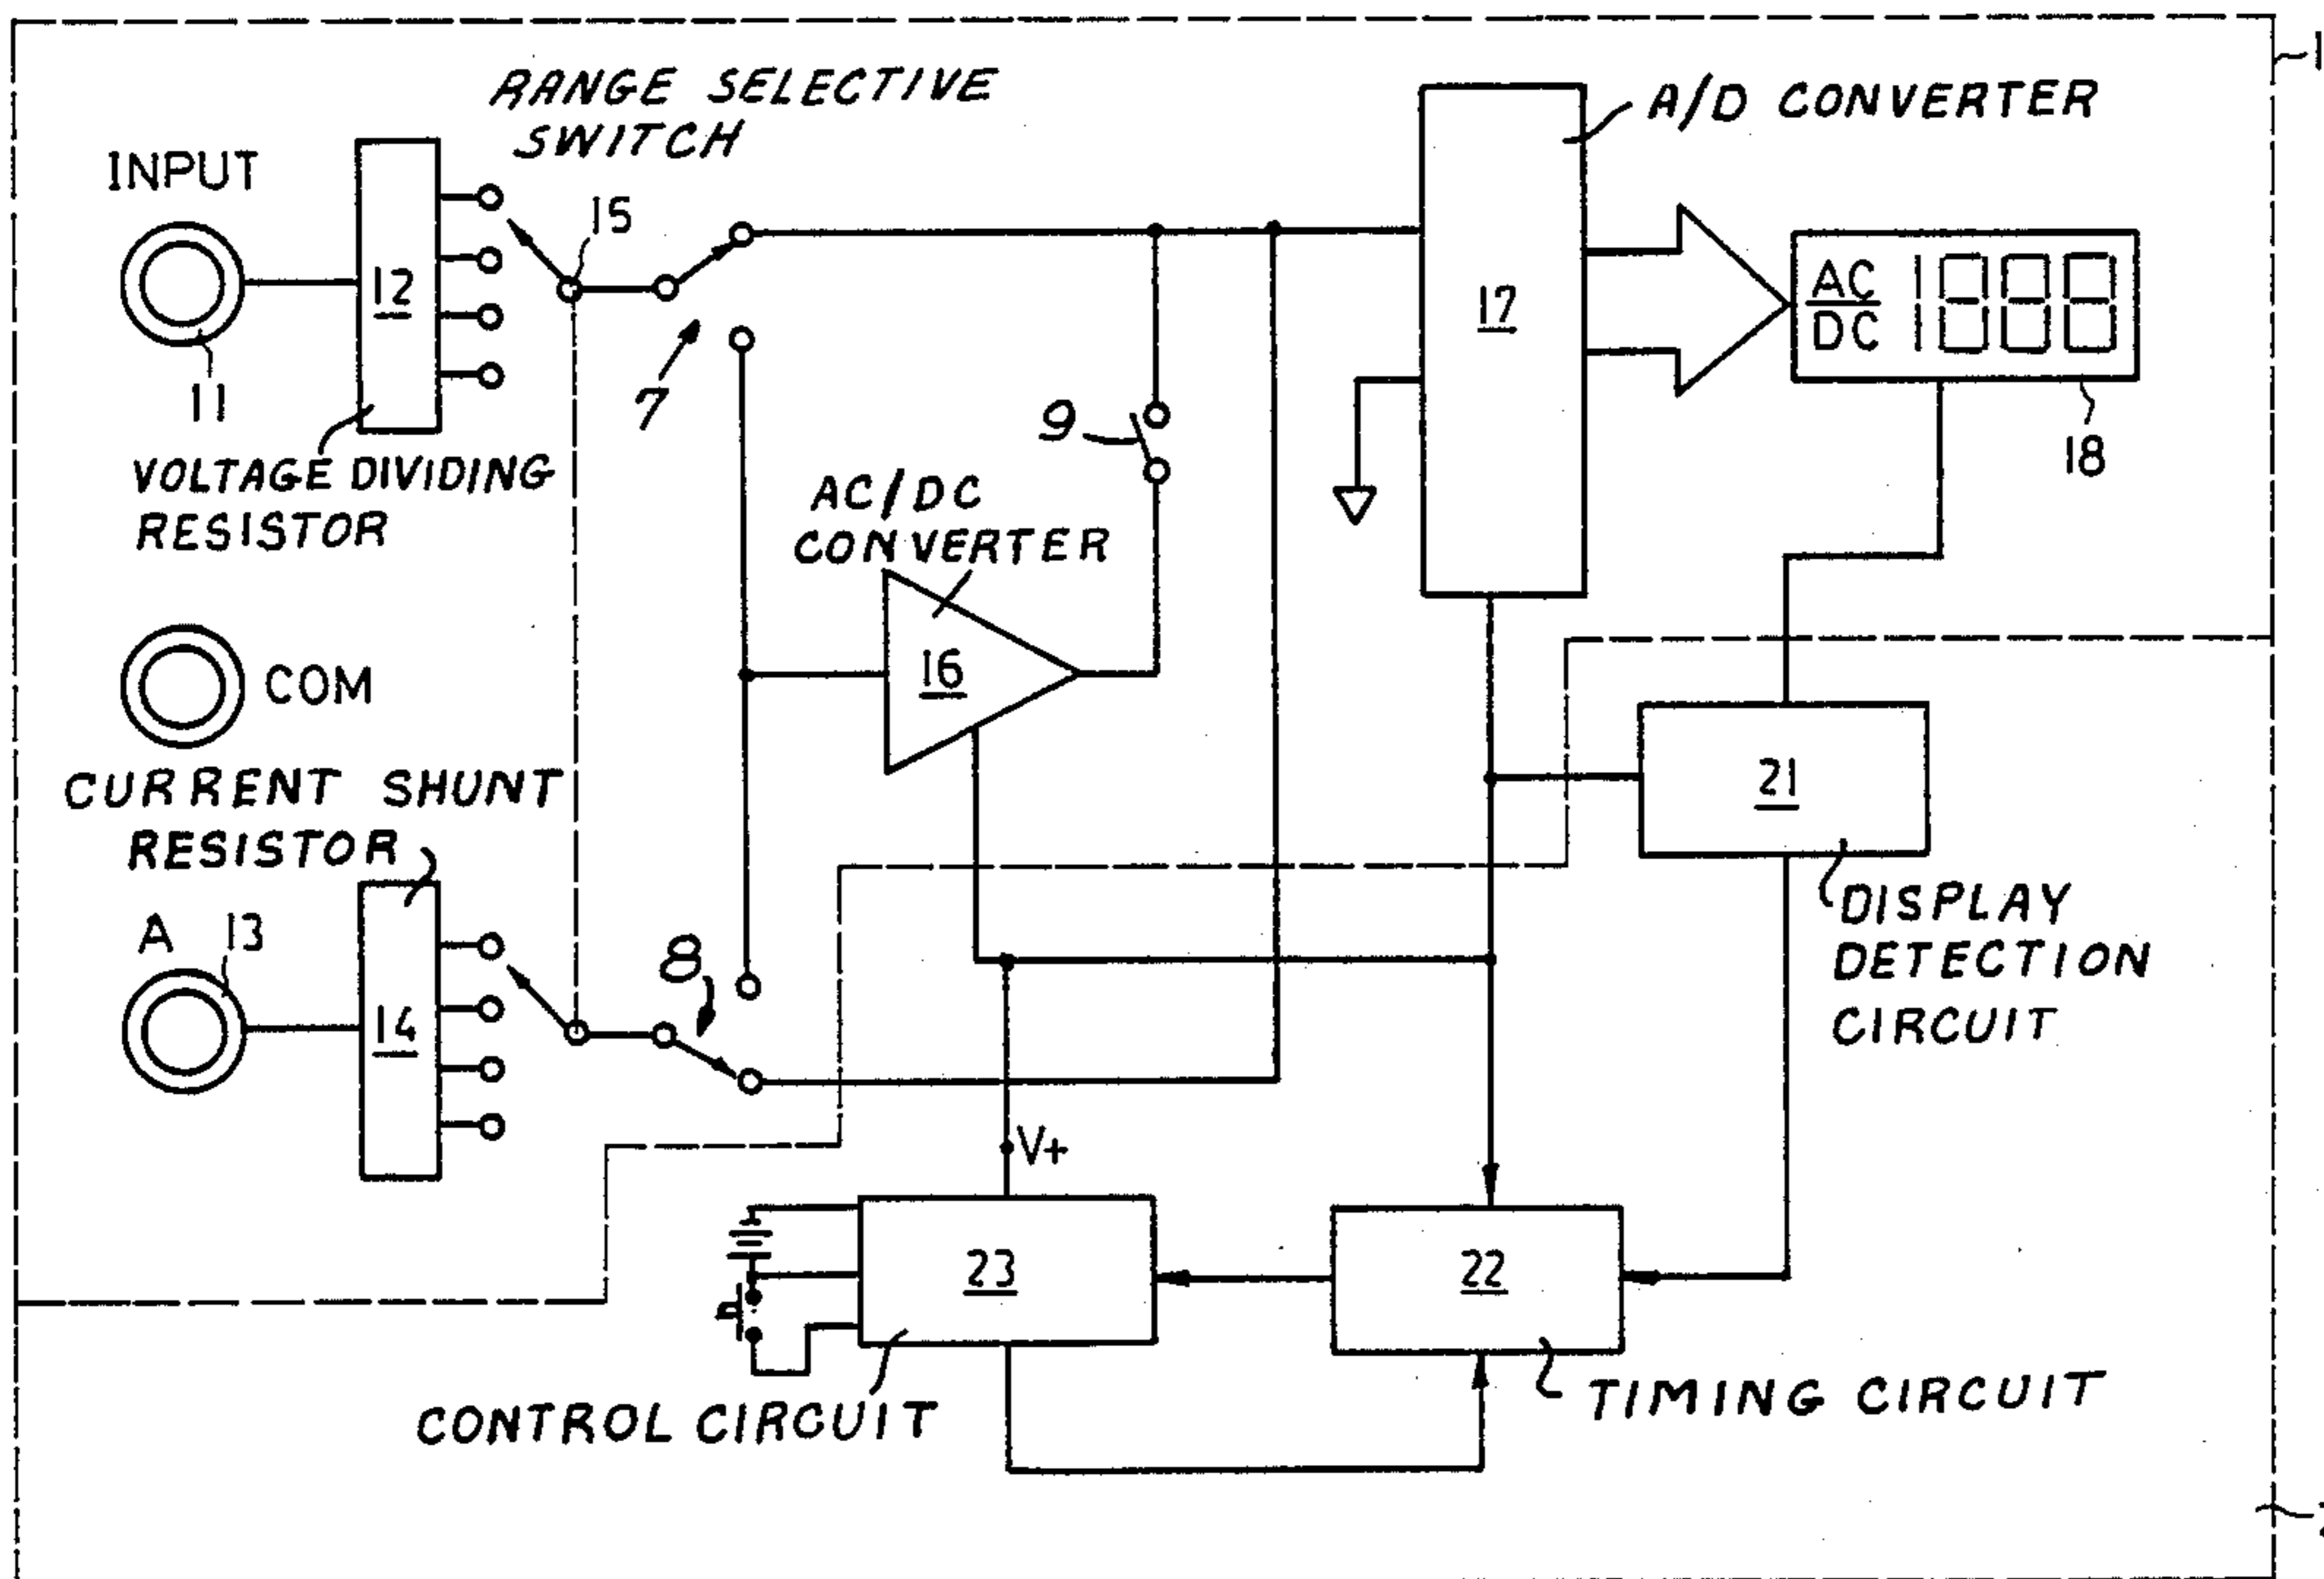 1
RANGE SELECTIVE
SWITCH
A/D CONVERTER
INPUT
15
12
17
AC
DC
1888
11
7
9
18
VOLTAGE DIVIDING
RESISTOR
AC/DC
CONVERTER
16
COM
21
CURRENT SHUNT
RESISTOR
DISPLAY
DETECTION
CIRCUIT
A
13
8
14
V+
23
22
CONTROL CIRCUIT
TIMING CIRCUIT